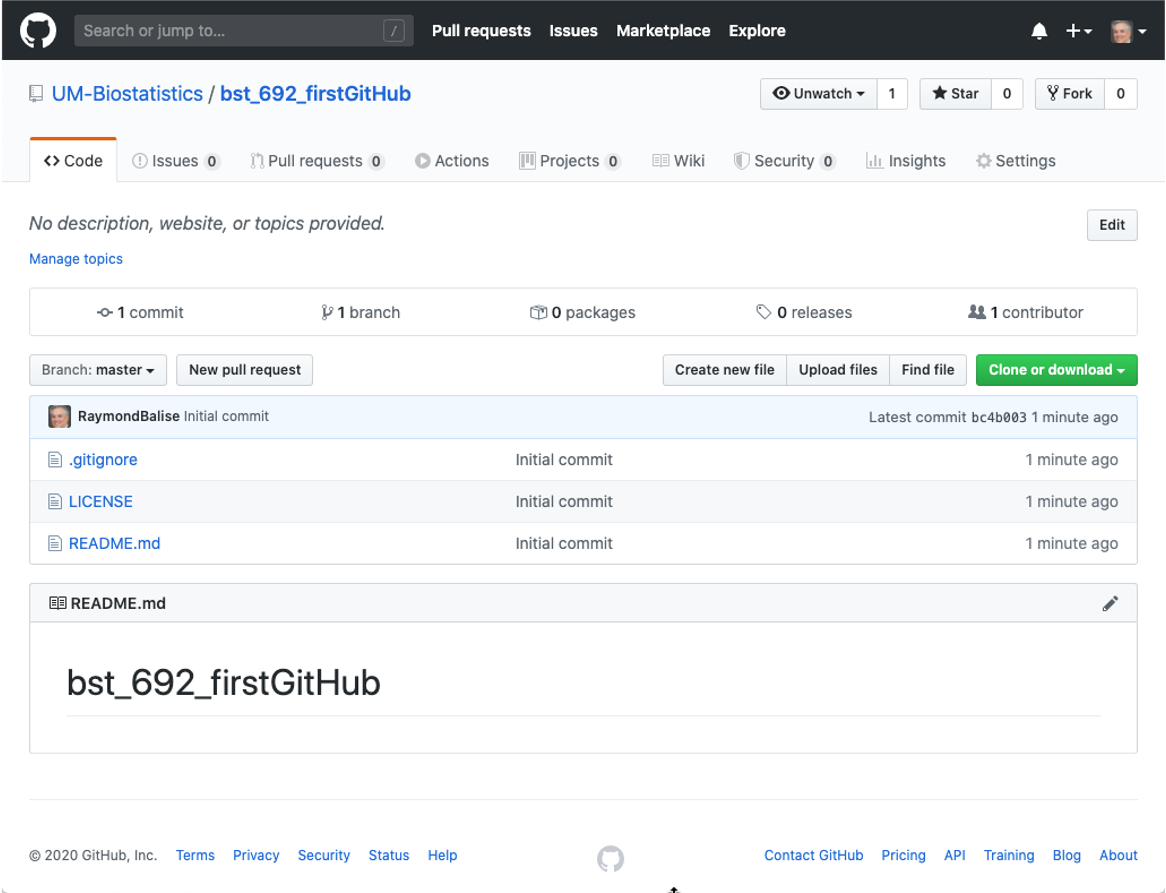 Search or jump to... /
Pull requests Issues Marketplace Explore
UM-Biostatistics / bst_692_firstGitHub
Unwatch 1 Star 0 Fork 0
Code Issues 0 Pull requests 0 Actions Projects 0 Wiki Security 0 Insights Settings
No description, website, or topics provided.
Edit
Manage topics
1 commit 1 branch 0 packages 0 releases 1 contributor
Branch: master New pull request Create new file Upload files Find file Clone or download
RaymondBalise Initial commit Latest commit bc4b003 1 minute ago
.gitignore Initial commit 1 minute ago
LICENSE Initial commit 1 minute ago
README.md Initial commit 1 minute ago
README.md
bst_692_firstGitHub
© 2020 GitHub, Inc. Terms Privacy Security Status Help Contact GitHub Pricing API Training Blog About